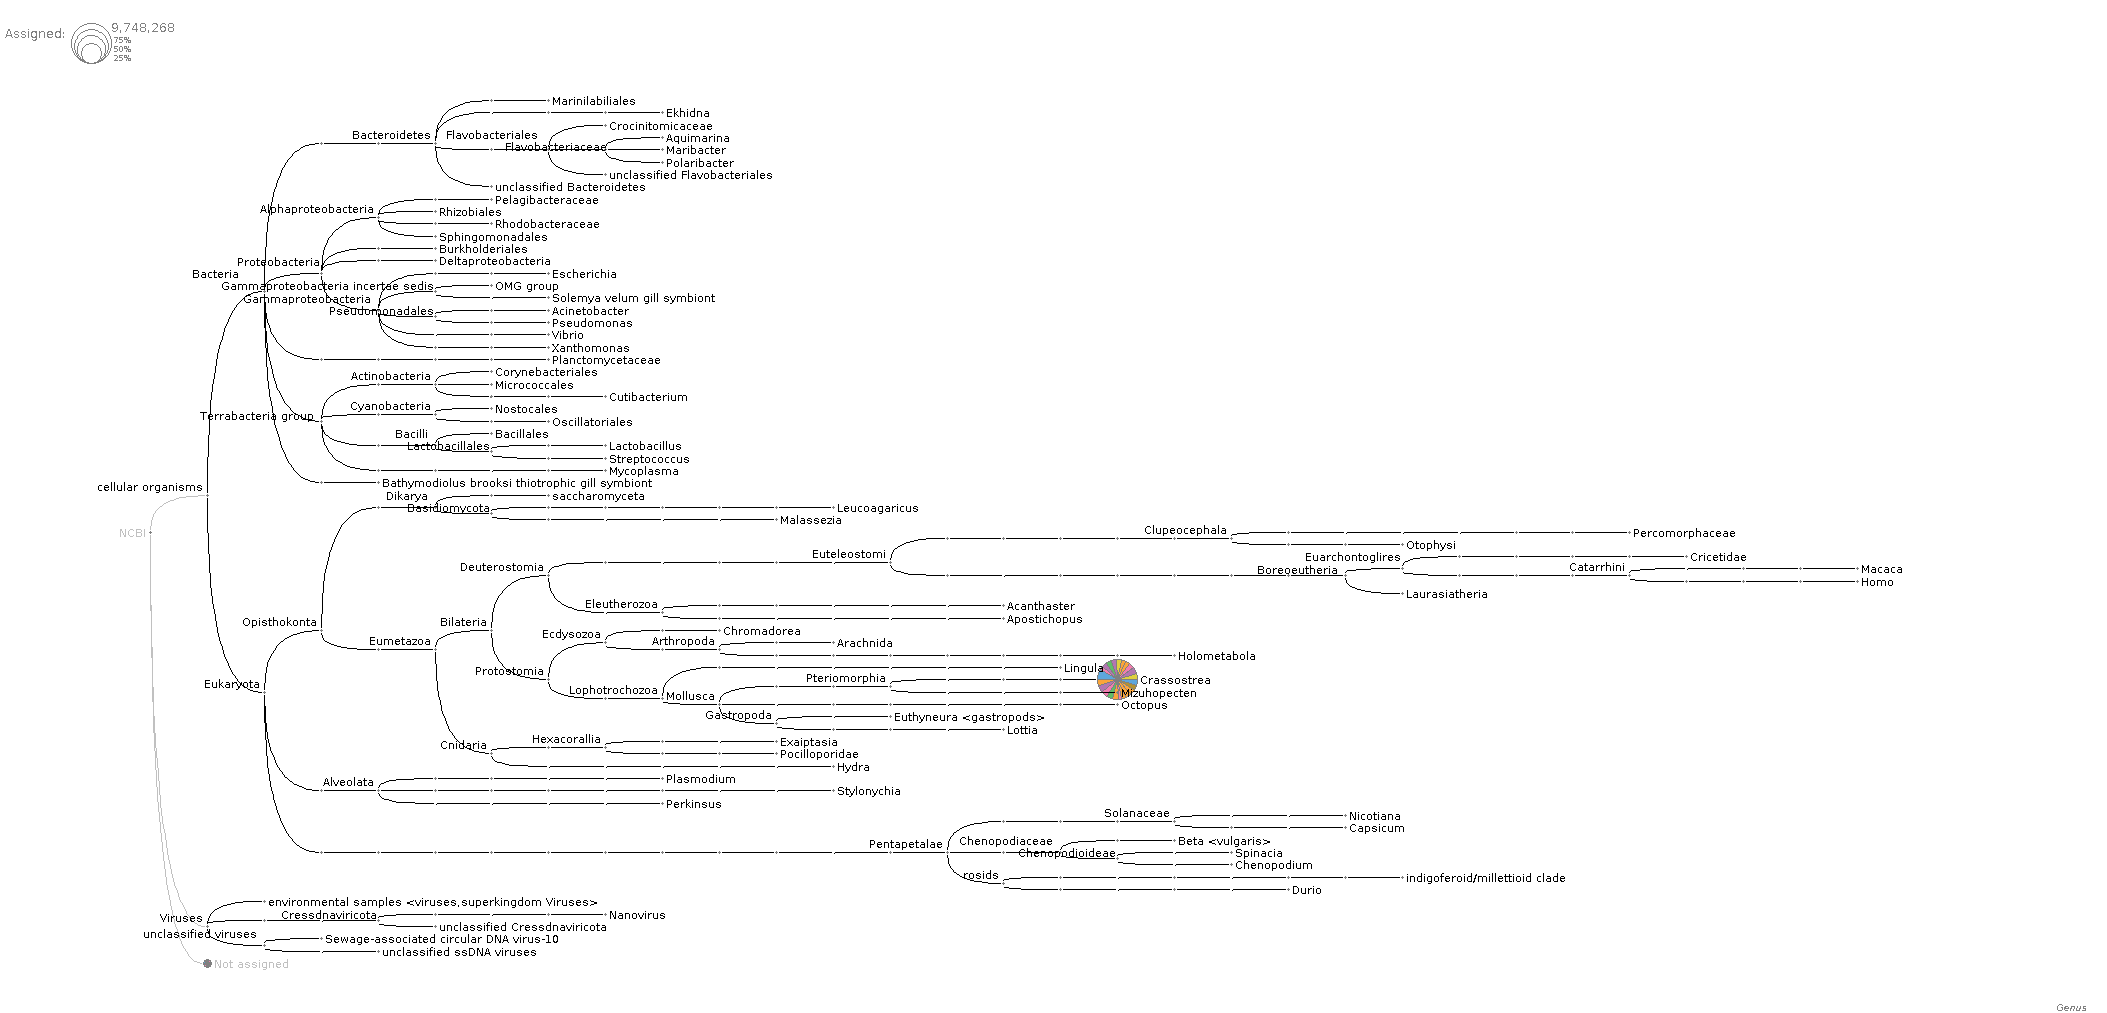 9,748,268
Assigned:
75%
50%
25%
Marinilabiliales
Ekhidna
Crocinitomicaceae
Bacteroidetes
Flavobacteriales
Aquimarina
Flavobacteriaceae
Maribacter
Polaribacter
unclassified Flavobacteriales
unclassified Bacteroidetes
Pelagibacteraceae
Alphaproteobacteria
Rhizobiales
Rhodobacteraceae
Sphingomonadales
Burkholderiales
Proteobacteria
Deltaproteobacteria
Bacteria
Escherichia
Gammaproteobacteria incertae sedis
OMG group
Gammaproteobacteria
Solemya velum gill symbiont
Pseudomonadales
Acinetobacter
Pseudomonas
Vibrio
Xanthomonas
Planctomycetaceae
Actinobacteria
Corynebacteriales
Micrococcales
Cutibacterium
Cyanobacteria
Nostocales
Terrabacteria group
Oscillatoriales
Bacilli
Bacillales
Lactobacillales
Lactobacillus
Streptococcus
Mycoplasma
cellular organisms
Bathymodiolus brooksi thiotrophic gill symbiont
Dikarya
saccharomyceta
Basidiomycota
Leucoagaricus
Malassezia
NCBI
Clupeocephala
Percomorphaceae
Otophysi
Euteleostomi
Euarchontoglires
Cricetidae
Deuterostomia
Boreoeutheria
Catarrhini
Macaca
Homo
Laurasiatheria
Eleutherozoa
Acanthaster
Apostichopus
Opisthokonta
Bilateria
Ecdysozoa
Chromadorea
Eumetazoa
Arthropoda
Arachnida
Holometabola
Protostomia
Lingula
Eukaryota
Pteriomorphia
Crassostrea
Lophotrochozoa
Mollusca
Mizuhopecten
Octopus
Gastropoda
Euthyneura <gastropods>
Lottia
Cnidaria
Hexacorallia
Exaiptasia
Pocilloporidae
Hydra
Alveolata
Plasmodium
Stylonychia
Perkinsus
Solanaceae
Nicotiana
Capsicum
Pentapetalae
Chenopodiaceae
Beta <vulgaris>
Chenopodioideae
Spinacia
Chenopodium
rosids
indigoferoid/millettioid clade
Durio
environmental samples <viruses,superkingdom Viruses>
Viruses
Cressdnaviricota
Nanovirus
unclassified Cressdnaviricota
unclassified viruses
Sewage-associated circular DNA virus-10
unclassified ssDNA viruses
Not assigned
Genus